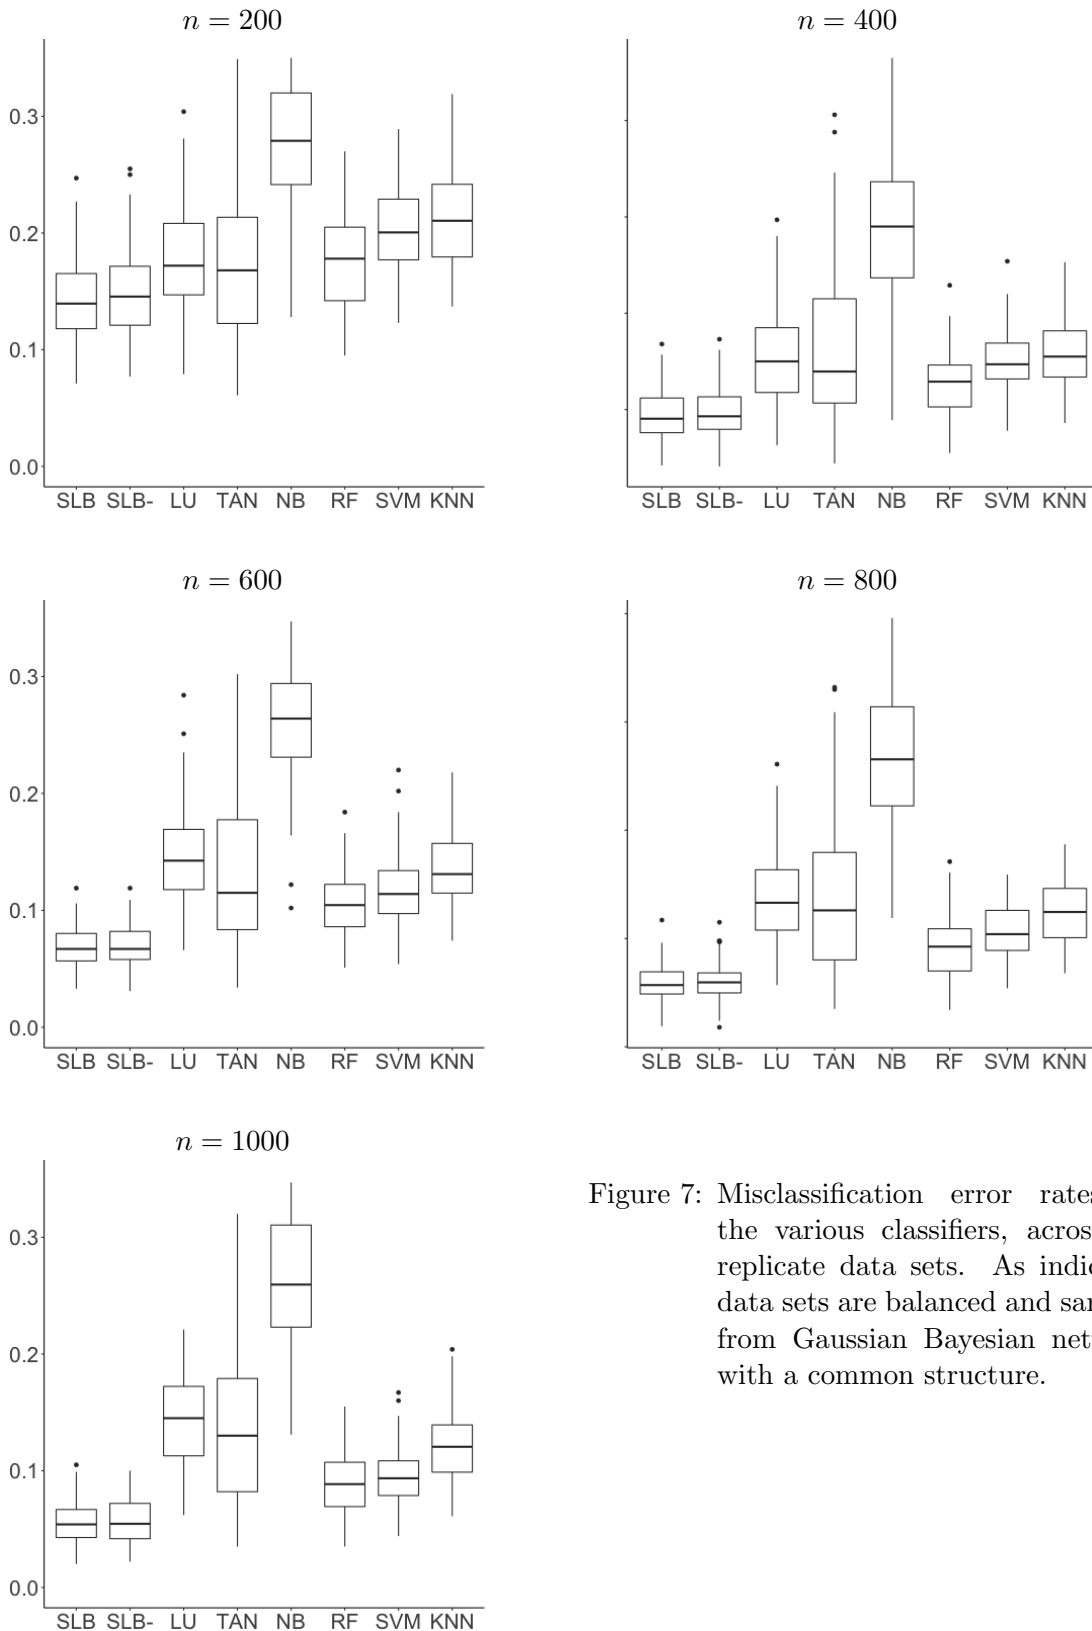 n = 200
0.3
0.2
0.1
0.0
SLB SLB- LU TAN NB RF SVM KNN
n = 400
SLB SLB- LU TAN NB RF SVM KNN
n = 600
0.3
0.2
0.1
0.0
SLB SLB- LU TAN NB RF SVM KNN
n = 800
SLB SLB- LU TAN NB RF SVM KNN
n = 1000
0.3
0.2
0.1
0.0
SLB SLB- LU TAN NB RF SVM KNN
Figure 7: Misclassification error rates
the various classifiers, acros
replicate data sets. As indic
data sets are balanced and sar
from Gaussian Bayesian net
with a common structure.